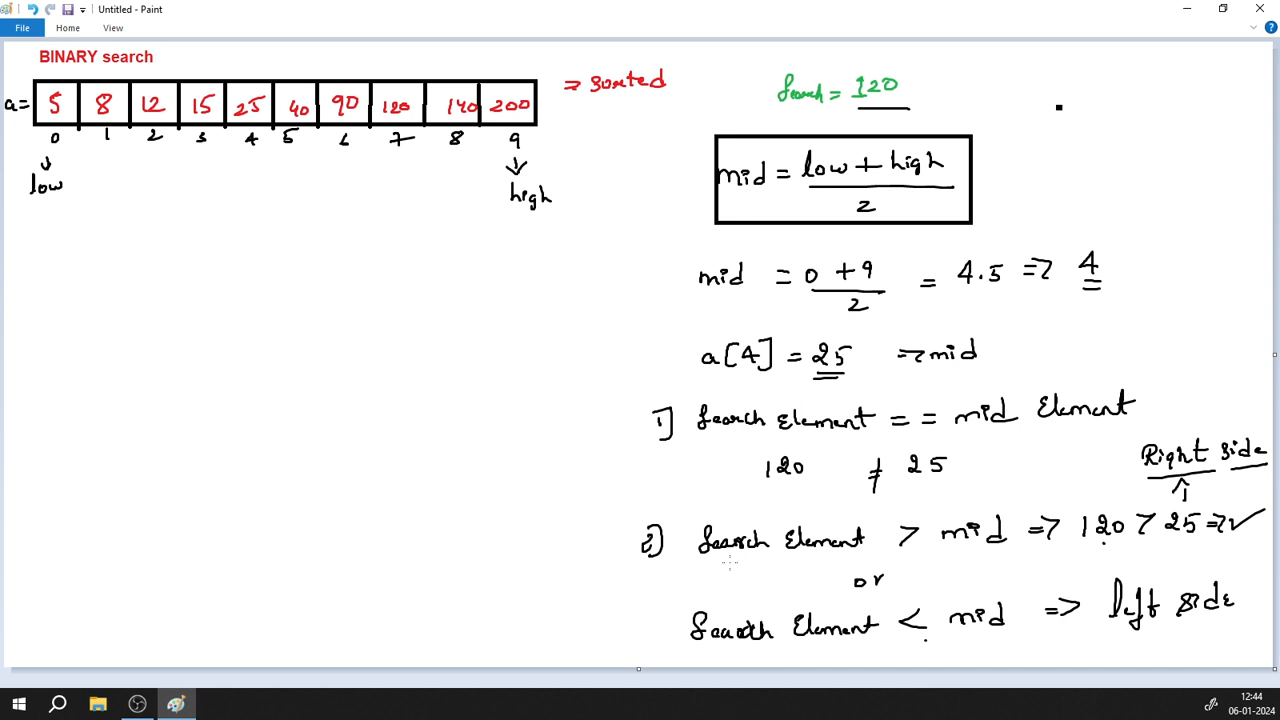 Untitled - Paint
File Home View
BINARY search
a= 5 8 12 15 25 40 90 120 140 200
0 1 2 3 4 5 6 7 8 9
low
high
=> Sorted
Search = 120
mid = low + high
2
mid = 0 + 9 = 4.5 => 4
2
a[4] = 25 => mid
1] Search Element == mid Element
120 ≠ 25
Right side
2] Search Element > mid => 120 > 25 => ✓
or
Search Element < mid => left side
12:44
06-01-2024